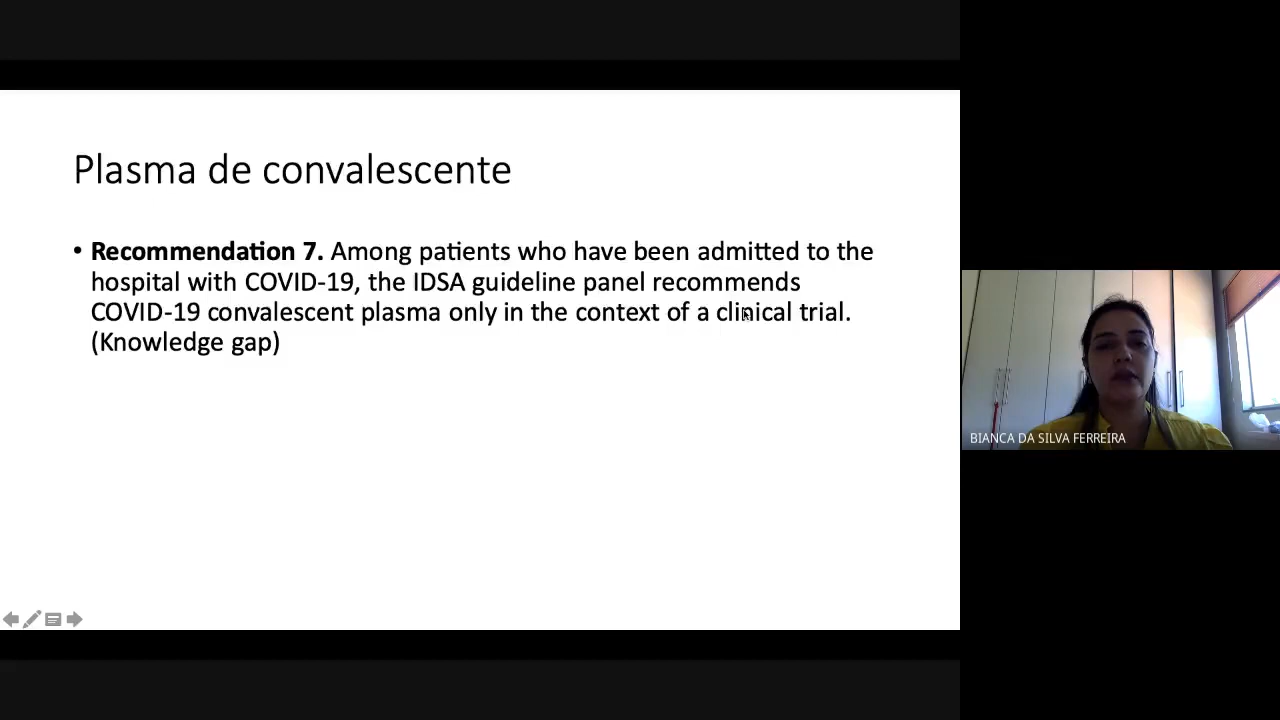 Plasma de convalescente
• Recommendation 7. Among patients who have been admitted to the
hospital with COVID-19, the IDSA guideline panel recommends
COVID-19 convalescent plasma only in the context of a clinical trial.
(Knowledge gap)
BIANCA DA SILVA FERREIRA